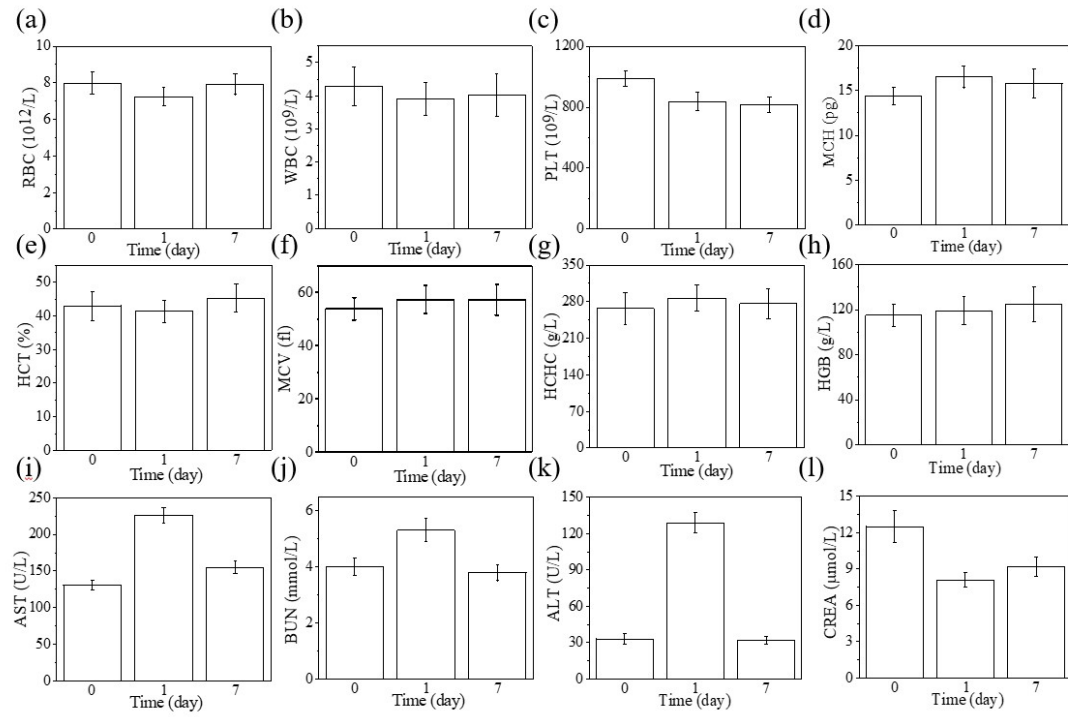 (a)
10
8
6
4
2
0
RBC (10^12/L)
0 1 7
Time (day)
(b)
5
4
3
2
1
0
WBC (10^9/L)
0 1 7
Time (day)
(c)
1200
800
400
0
PLT (10^9/L)
0 1 7
Time (day)
(d)
20
15
10
5
0
MCH (pg)
0 1 7
Time (day)
(e)
45
30
15
0
HCT (%)
0 1 7
Time (day)
(f)
60
40
20
0
MCV (fl)
0 1 7
Time (day)
(g)
350
280
210
140
70
0
HCHC (g/L)
0 1 7
Time (day)
(h)
160
120
80
40
0
HGB (g/L)
0 1 7
Time (day)
(i)
250
200
150
100
50
0
AST (U/L)
0 1 7
Time (day)
(j)
6
4
2
0
BUN (mmol/L)
0 1 7
Time (day)
(k)
150
120
90
60
30
0
ALT (U/L)
0 1 7
Time (day)
(l)
15
12
9
6
3
0
CREA (μmol/L)
0 1 7
Time (day)